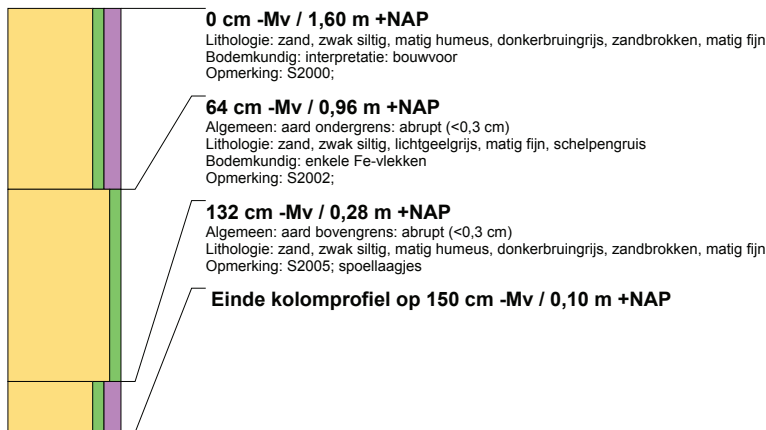 0 cm -Mv / 1,60 m +NAP
Lithologie: zand, zwak siltig, matig humeus, donkerbruingrijs, zandbrokken, matig fijn
Bodemkundig: interpretatie: bouwvoor
Opmerking: S2000;
64 cm -Mv / 0,96 m +NAP
Algemeen: aard ondergrens: abrupt (<0,3 cm)
Lithologie: zand, zwak siltig, lichtgeelgrijs, matig fijn, schelpengruis
Bodemkundig: enkele Fe-vlekken
Opmerking: S2002;
132 cm -Mv / 0,28 m +NAP
Algemeen: aard bovengrens: abrupt (<0,3 cm)
Lithologie: zand, zwak siltig, matig humeus, donkerbruingrijs, zandbrokken, matig fijn
Opmerking: S2005; spoellaagjes
Einde kolomprofiel op 150 cm -Mv / 0,10 m +NAP